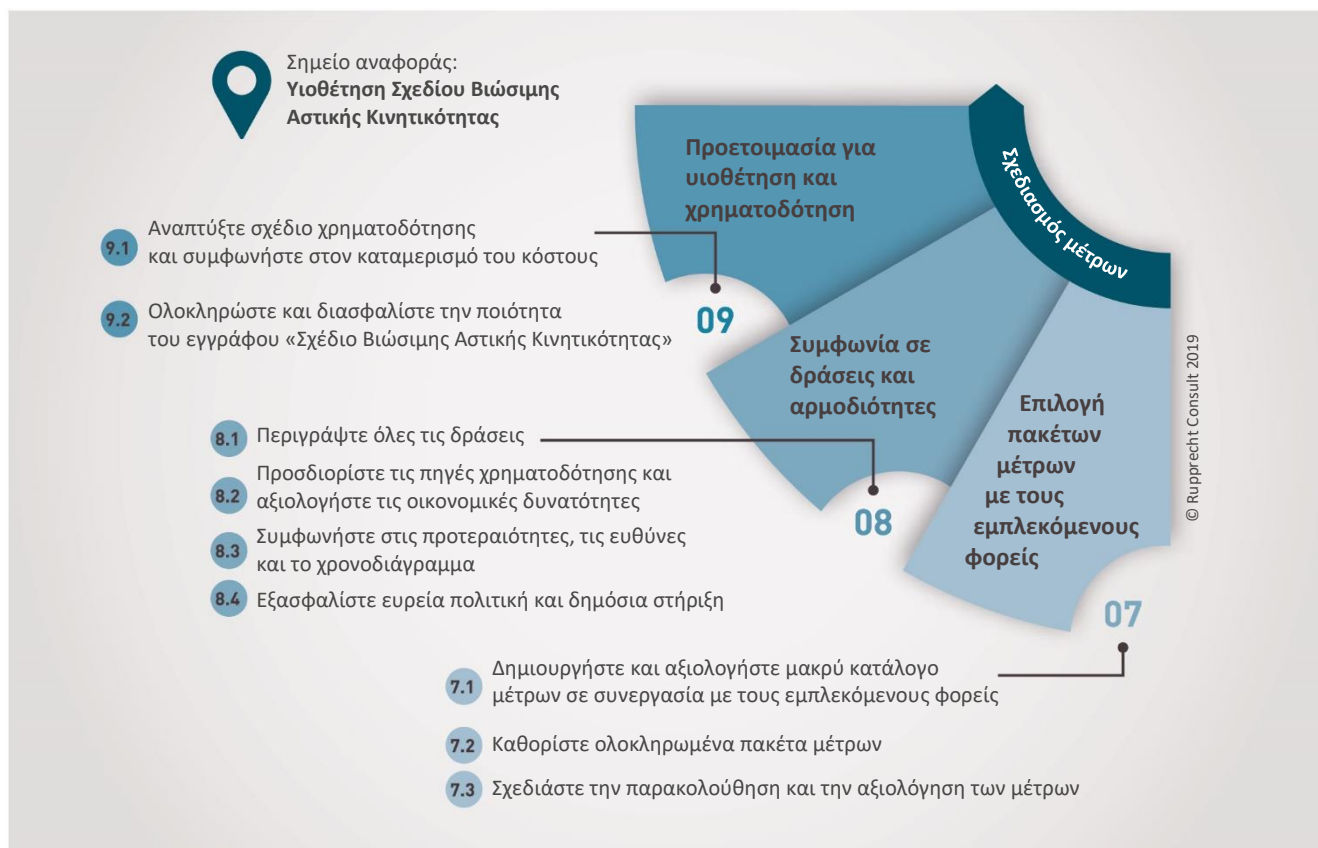 Σημείο αναφοράς:
Υιοθέτηση Σχεδίου Βιώσιμης
Αστικής Κινητικότητας
Προετοιμασία για
υιοθέτηση και
χρηματοδότηση
Σχεδιασμός μέτρων
9.1 Αναπτύξτε σχέδιο χρηματοδότησης
και συμφωνήστε στον καταμερισμό του κόστους
9.2 Ολοκληρώστε και διασφαλίστε την ποιότητα
του εγγράφου «Σχέδιο Βιώσιμης Αστικής Κινητικότητας»
09
Συμφωνία σε
δράσεις και
αρμοδιότητες
8.1 Περιγράψτε όλες τις δράσεις
8.2 Προσδιορίστε τις πηγές χρηματοδότησης και
αξιολογήστε τις οικονομικές δυνατότητες
8.3 Συμφωνήστε στις προτεραιότητες, τις ευθύνες
και το χρονοδιάγραμμα
8.4 Εξασφαλίστε ευρεία πολιτική και δημόσια στήριξη
08
Επιλογή
πακέτων
μέτρων
με τους
εμπλεκόμενους
φορείς
07
© Rupprecht Consult 2019
7.1 Δημιουργήστε και αξιολογήστε μακρύ κατάλογο
μέτρων σε συνεργασία με τους εμπλεκόμενους φορείς
7.2 Καθορίστε ολοκληρωμένα πακέτα μέτρων
7.3 Σχεδιάστε την παρακολούθηση και την αξιολόγηση των μέτρων